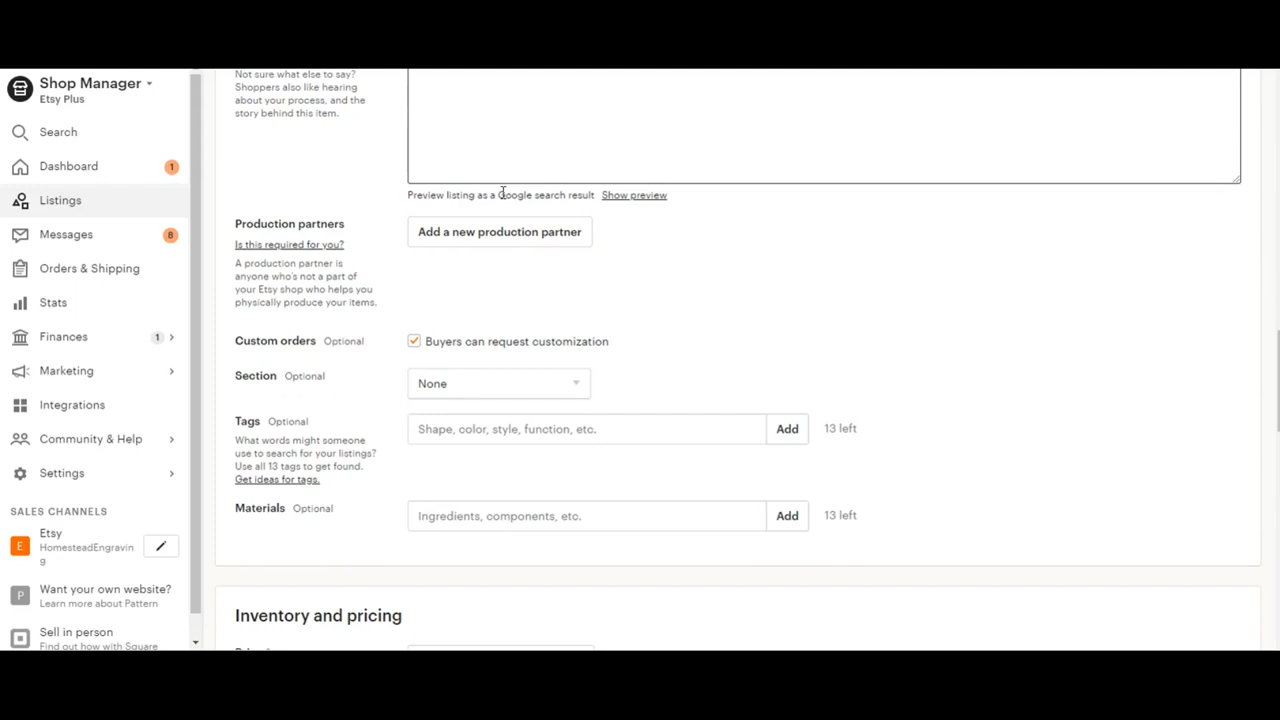 Shop Manager
Etsy Plus
Search
Dashboard 1
Listings
Messages 8
Orders & Shipping
Stats
Finances 1
Marketing
Integrations
Community & Help
Settings
SALES CHANNELS
E Etsy
HomesteadEngravin
g
P Want your own website?
Learn more about Pattern
Sell in person
Find out how with Square
Not sure what else to say?
Shoppers also like hearing
about your process, and the
story behind this item.
Preview listing as a Google search result Show preview
Production partners
Is this required for you?
A production partner is
anyone who's not a part of
your Etsy shop who helps you
physically produce your items.
Add a new production partner
Custom orders Optional
Buyers can request customization
Section Optional
None
Tags Optional
What words might someone
use to search for your listings?
Use all 13 tags to get found.
Get ideas for tags.
Shape, color, style, function, etc. Add 13 left
Materials Optional
Ingredients, components, etc. Add 13 left
Inventory and pricing